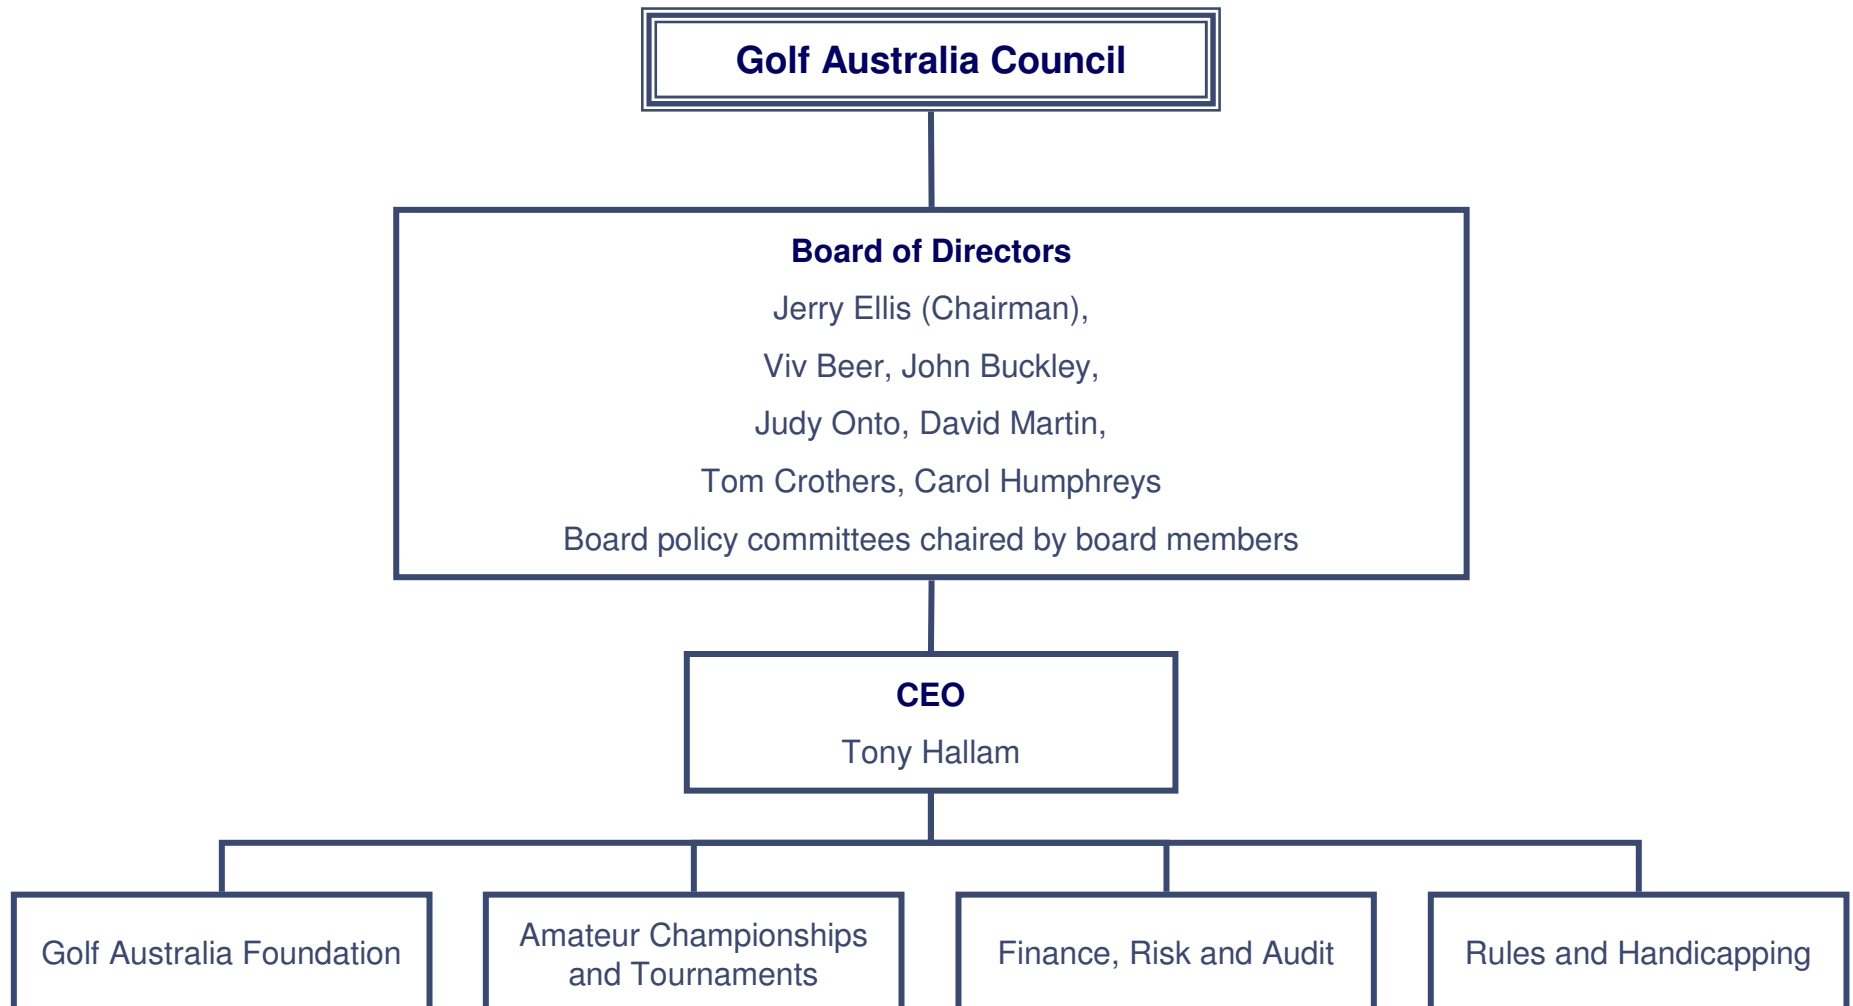 Golf Australia Council
Board of Directors
Jerry Ellis (Chairman),
Viv Beer, John Buckley,
Judy Onto, David Martin,
Tom Crothers, Carol Humphreys
Board policy committees chaired by board members
CEO
Tony Hallam
Golf Australia Foundation
Amateur Championships
and Tournaments
Finance, Risk and Audit
Rules and Handicapping